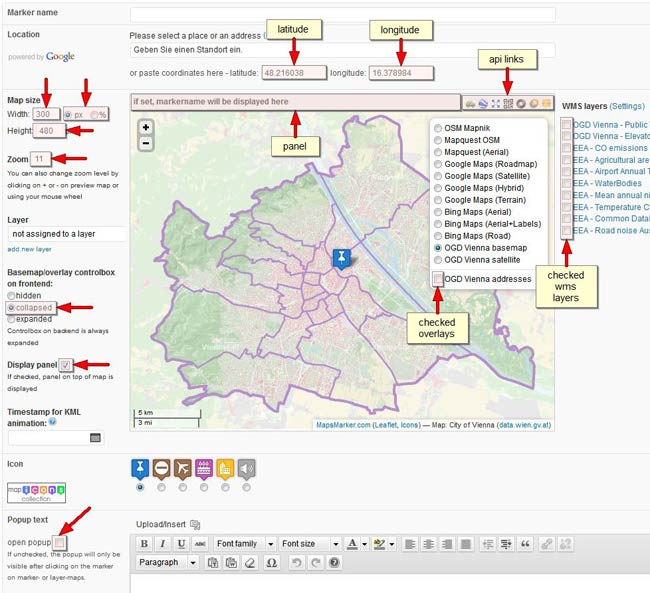 Marker name
Location
powered by Google
Please select a place or an address
Geben Sie einen Standort ein.
or paste coordinates here - latitude: 48.216038 longitude: 16.378984
latitude
longitude
api links
Map size
Width: 300 px %
Height: 480
Zoom 11
You can also change zoom level by
clicking on + or - on preview map or
using your mouse wheel
Layer
not assigned to a layer
add new layer
Basemap/overlay controlbox
on frontend:
hidden
collapsed
expanded
Controlbox on backend is always
expanded
Display panel
If checked, panel on top of map is
displayed
Timestamp for KML
animation:
if set, markername will be displayed here
panel
+
-
OSM Mapnik
Mapquest OSM
Mapquest (Aerial)
Google Maps (Roadmap)
Google Maps (Satellite)
Google Maps (Hybrid)
Google Maps (Terrain)
Bing Maps (Aerial)
Bing Maps (Aerial+Labels)
Bing Maps (Road)
OGD Vienna basemap
OGD Vienna satellite
OGD Vienna addresses
checked
overlays
5 km
3 mi
MapsMarker.com (Leaflet, Icons) — Map: City of Vienna (data.wien.gv.at)
WMS layers (Settings)
OGD Vienna - Public
OGD Vienna - Elevato
EEA - CO emissions
EEA - Agricultural are
EEA - Airport Annual T
EEA - WaterBodies
EEA - Mean annual ni
EEA - Temperature C
EEA - Common Datab
EEA - Road noise Aus
checked
wms
layers
Icon
map icons
collection
Popup text
open popup
If unchecked, the popup will only be
visible after clicking on the marker
on marker- or layer-maps.
Upload/Insert
B I U ABC Font family Font size A ab
Paragraph